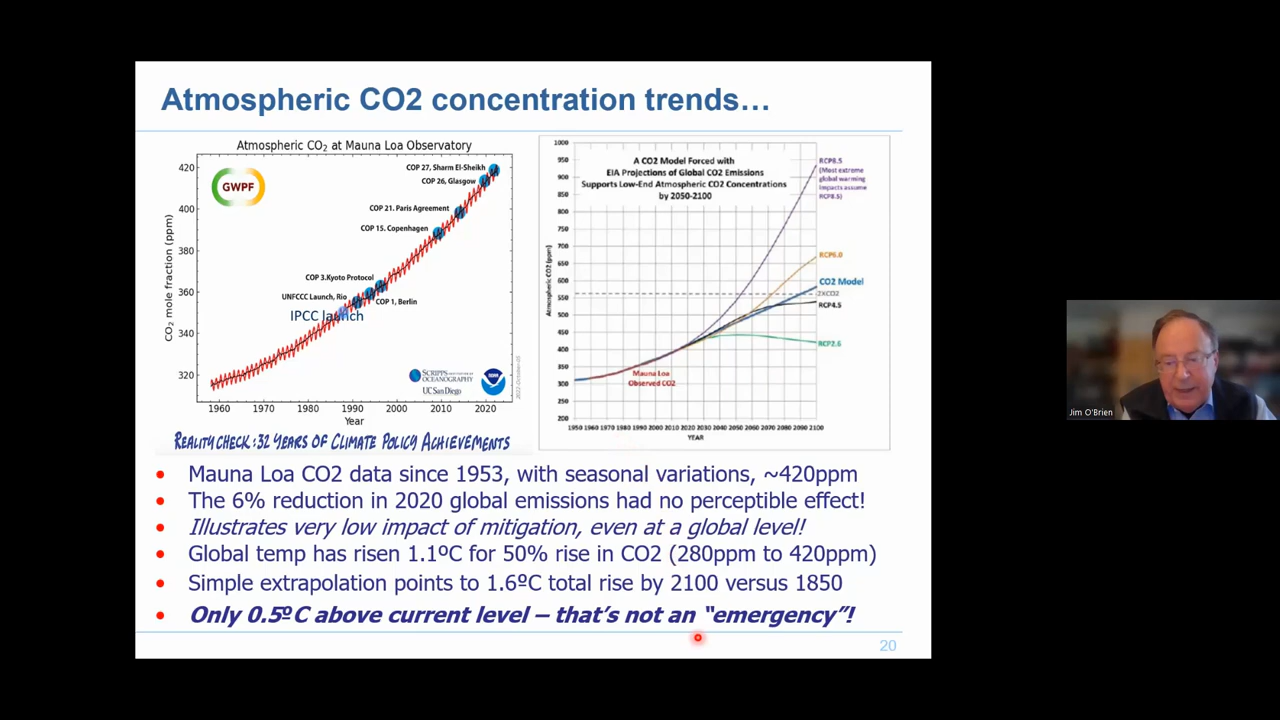 Atmospheric CO2 concentration trends…
Atmospheric CO₂ at Mauna Loa Observatory
GWPF
CO₂ mole fraction (ppm)
420
400
380
360
340
320
COP 27, Sharm El-Sheikh
COP 26, Glasgow
COP 21. Paris Agreement
COP 15. Copenhagen
COP 3.Kyoto Protocol
UNFCCC Launch, Rio
COP 1, Berlin
IPCC launch
SCRIPPS INSTITUTION OF
OCEANOGRAPHY
UC San Diego
NOAA
2022-October-05
1960 1970 1980 1990 2000 2010 2020
Year
REALITY CHECK: 32 YEARS OF CLIMATE POLICY ACHIEVEMENTS
A CO2 Model Forced with
EIA Projections of Global CO2 Emissions
Supports Low-End Atmospheric CO2 Concentrations
by 2050-2100
Atmospheric CO2 (ppm)
1000
950
900
850
800
750
700
650
600
550
500
450
400
350
300
250
200
RCP8.5
(Most extreme
global warming
impacts assume
RCP8.5)
RCP6.0
CO2 Model
2XCO2
RCP4.5
RCP2.6
Mauna Loa
Observed CO2
1950 1960 1970 1980 1990 2000 2010 2020 2030 2040 2050 2060 2070 2080 2090 2100
YEAR
• Mauna Loa CO2 data since 1953, with seasonal variations, ~420ppm
• The 6% reduction in 2020 global emissions had no perceptible effect!
• Illustrates very low impact of mitigation, even at a global level!
• Global temp has risen 1.1ºC for 50% rise in CO2 (280ppm to 420ppm)
• Simple extrapolation points to 1.6ºC total rise by 2100 versus 1850
• Only 0.5ºC above current level – that's not an "emergency"!
20
Jim O'Brien